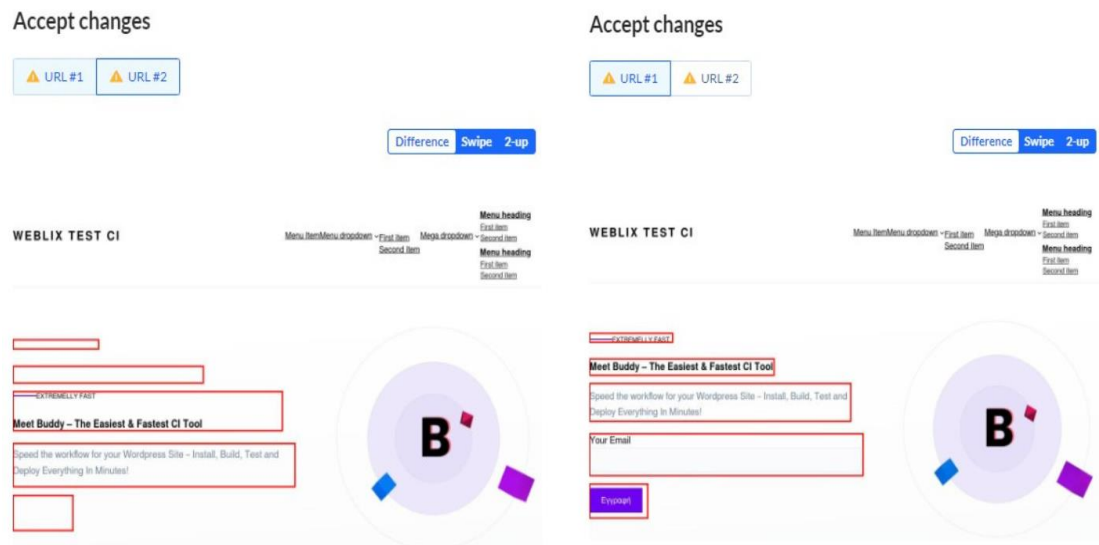 Accept changes
URL #1 URL #2
Difference Swipe 2-up
WEBLIX TEST CI
Menu Item Menu dropdown First item Second item Mega dropdown
Menu heading
First item
Second item
Menu heading
First item
Second item
EXTREMELLY FAST
Meet Buddy – The Easiest & Fastest CI Tool
Speed the workflow for your Wordpress Site – Install, Build, Test and
Deploy Everything In Minutes!
B
Accept changes
URL #1 URL #2
Difference Swipe 2-up
WEBLIX TEST CI
Menu Item Menu dropdown First item Second item Mega dropdown
Menu heading
First item
Second item
Menu heading
First item
Second item
EXTREMELLY FAST
Meet Buddy – The Easiest & Fastest CI Tool
Speed the workflow for your Wordpress Site – Install, Build, Test and
Deploy Everything In Minutes!
Your Email
Εγγραφή
B